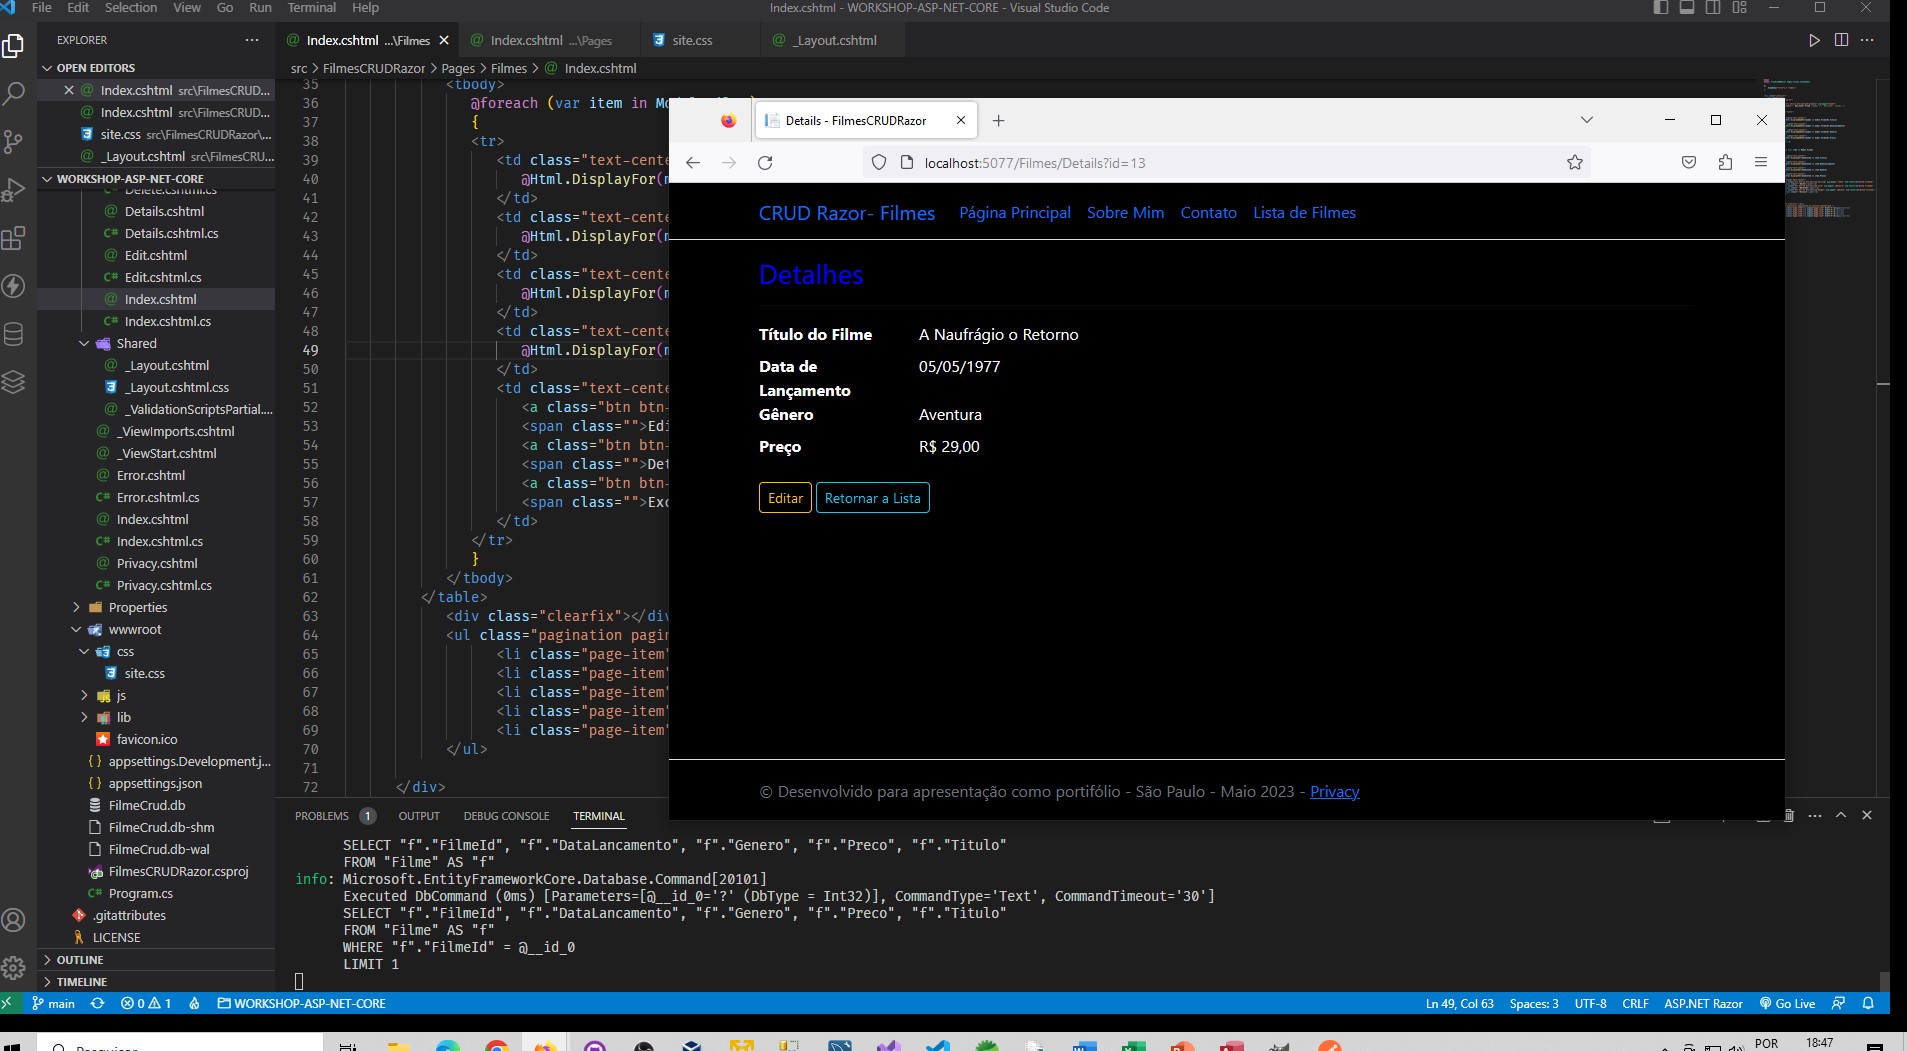 File Edit Selection View Go Run Terminal Help
Index.cshtml - WORKSHOP-ASP-NET-CORE - Visual Studio Code
EXPLORER
Index.cshtml ...\Filmes
Index.cshtml ...\Pages
site.css
_Layout.cshtml
src > FilmesCRUDRazor > Pages > Filmes > Index.cshtml
OPEN EDITORS
Index.cshtml src\FilmesCRUD...
Index.cshtml src\FilmesCRUD...
site.css src\FilmesCRUDRazor\...
_Layout.cshtml src\FilmesCRU...
WORKSHOP-ASP-NET-CORE
Delete.cshtml.cs
Details.cshtml
Details.cshtml.cs
Edit.cshtml
Edit.cshtml.cs
Index.cshtml
Index.cshtml.cs
Shared
_Layout.cshtml
_Layout.cshtml.css
_ValidationScriptsPartial....
_ViewImports.cshtml
_ViewStart.cshtml
Error.cshtml
Error.cshtml.cs
Index.cshtml
Index.cshtml.cs
Privacy.cshtml
Privacy.cshtml.cs
Properties
wwwroot
css
site.css
js
lib
favicon.ico
appsettings.Development.j...
appsettings.json
FilmeCrud.db
FilmeCrud.db-shm
FilmeCrud.db-wal
FilmesCRUDRazor.csproj
Program.cs
.gitattributes
LICENSE
OUTLINE
TIMELINE
35 <tbody>
36 @foreach (var item in Mod
37 {
38 <tr>
39 <td class="text-cente
40 @Html.DisplayFor(m
41 </td>
42 <td class="text-cente
43 @Html.DisplayFor(m
44 </td>
45 <td class="text-cente
46 @Html.DisplayFor(m
47 </td>
48 <td class="text-cente
49 @Html.DisplayFor(m
50 </td>
51 <td class="text-cente
52 <a class="btn btn-
53 <span class="">Edi
54 <a class="btn btn-
55 <span class="">Det
56 <a class="btn btn-
57 <span class="">Exc
58 </td>
59 </tr>
60 }
61 </tbody>
62 </table>
63 <div class="clearfix"></div
64 <ul class="pagination pagin
65 <li class="page-item"
66 <li class="page-item"
67 <li class="page-item"
68 <li class="page-item"
69 <li class="page-item"
70 </ul>
71
72 </div>
Details - FilmesCRUDRazor
localhost:5077/Filmes/Details?id=13
CRUD Razor- Filmes Página Principal Sobre Mim Contato Lista de Filmes
Detalhes
Título do Filme A Naufrágio o Retorno
Data de Lançamento 05/05/1977
Gênero Aventura
Preço R$ 29,00
Editar Retornar a Lista
© Desenvolvido para apresentação como portifólio - São Paulo - Maio 2023 - Privacy
PROBLEMS 1 OUTPUT DEBUG CONSOLE TERMINAL
SELECT "f"."FilmeId", "f"."DataLancamento", "f"."Genero", "f"."Preco", "f"."Titulo"
FROM "Filme" AS "f"
info: Microsoft.EntityFrameworkCore.Database.Command[20101]
Executed DbCommand (0ms) [Parameters=[@__id_0='?' (DbType = Int32)], CommandType='Text', CommandTimeout='30']
SELECT "f"."FilmeId", "f"."DataLancamento", "f"."Genero", "f"."Preco", "f"."Titulo"
FROM "Filme" AS "f"
WHERE "f"."FilmeId" = @__id_0
LIMIT 1
main 0 1 WORKSHOP-ASP-NET-CORE
Ln 49, Col 63 Spaces: 3 UTF-8 CRLF ASP.NET Razor Go Live
Pesquisar
POR 18:47